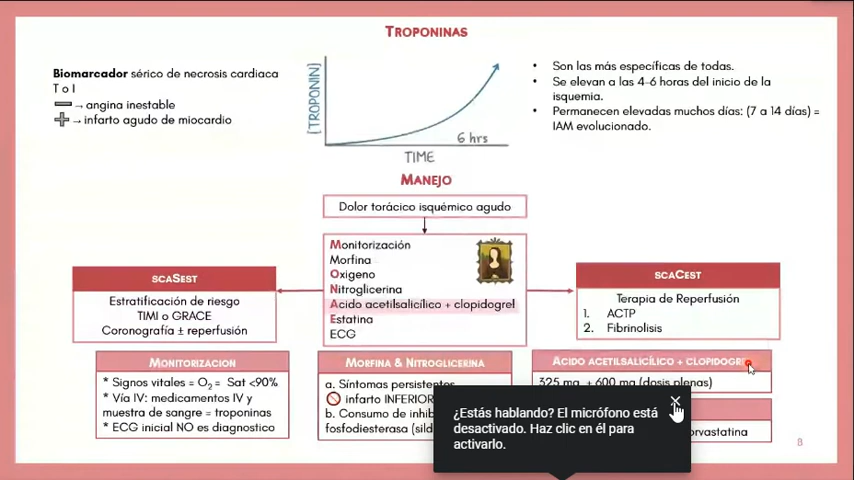 TROPONINAS
Biomarcador sérico de necrosis cardiaca
T o I
→ angina inestable
→ infarto agudo de miocardio
[TROPONIN]
6 hrs
TIME
• Son las más específicas de todas.
• Se elevan a las 4-6 horas del inicio de la
isquemia.
• Permanecen elevadas muchos días: (7 a 14 días) =
IAM evolucionado.
MANEJO
Dolor torácico isquémico agudo
Monitorización
Morfina
Oxigeno
Nitroglicerina
Acido acetilsalicílico + clopidogrel
Estatina
ECG
SCASEST
Estratificación de riesgo
TIMI o GRACE
Coronografía ± reperfusión
SCACEST
Terapia de Reperfusión
1. ACTP
2. Fibrinolisis
MONITORIZACION
* Signos vitales = O₂ = Sat <90%
* Vía IV: medicamentos IV y
muestra de sangre = troponinas
* ECG inicial NO es diagnostico
MORFINA & NITROGLICERINA
a. Síntomas persistentes
infarto INFERIOR
b. Consumo de
fosfodiesterasa
ACIDO ACETILSALICÍLICO +
325 mg + 600 mg (dosis plenas)
¿Estás hablando? El micrófono está
desactivado. Haz clic en él para
activarlo.
8